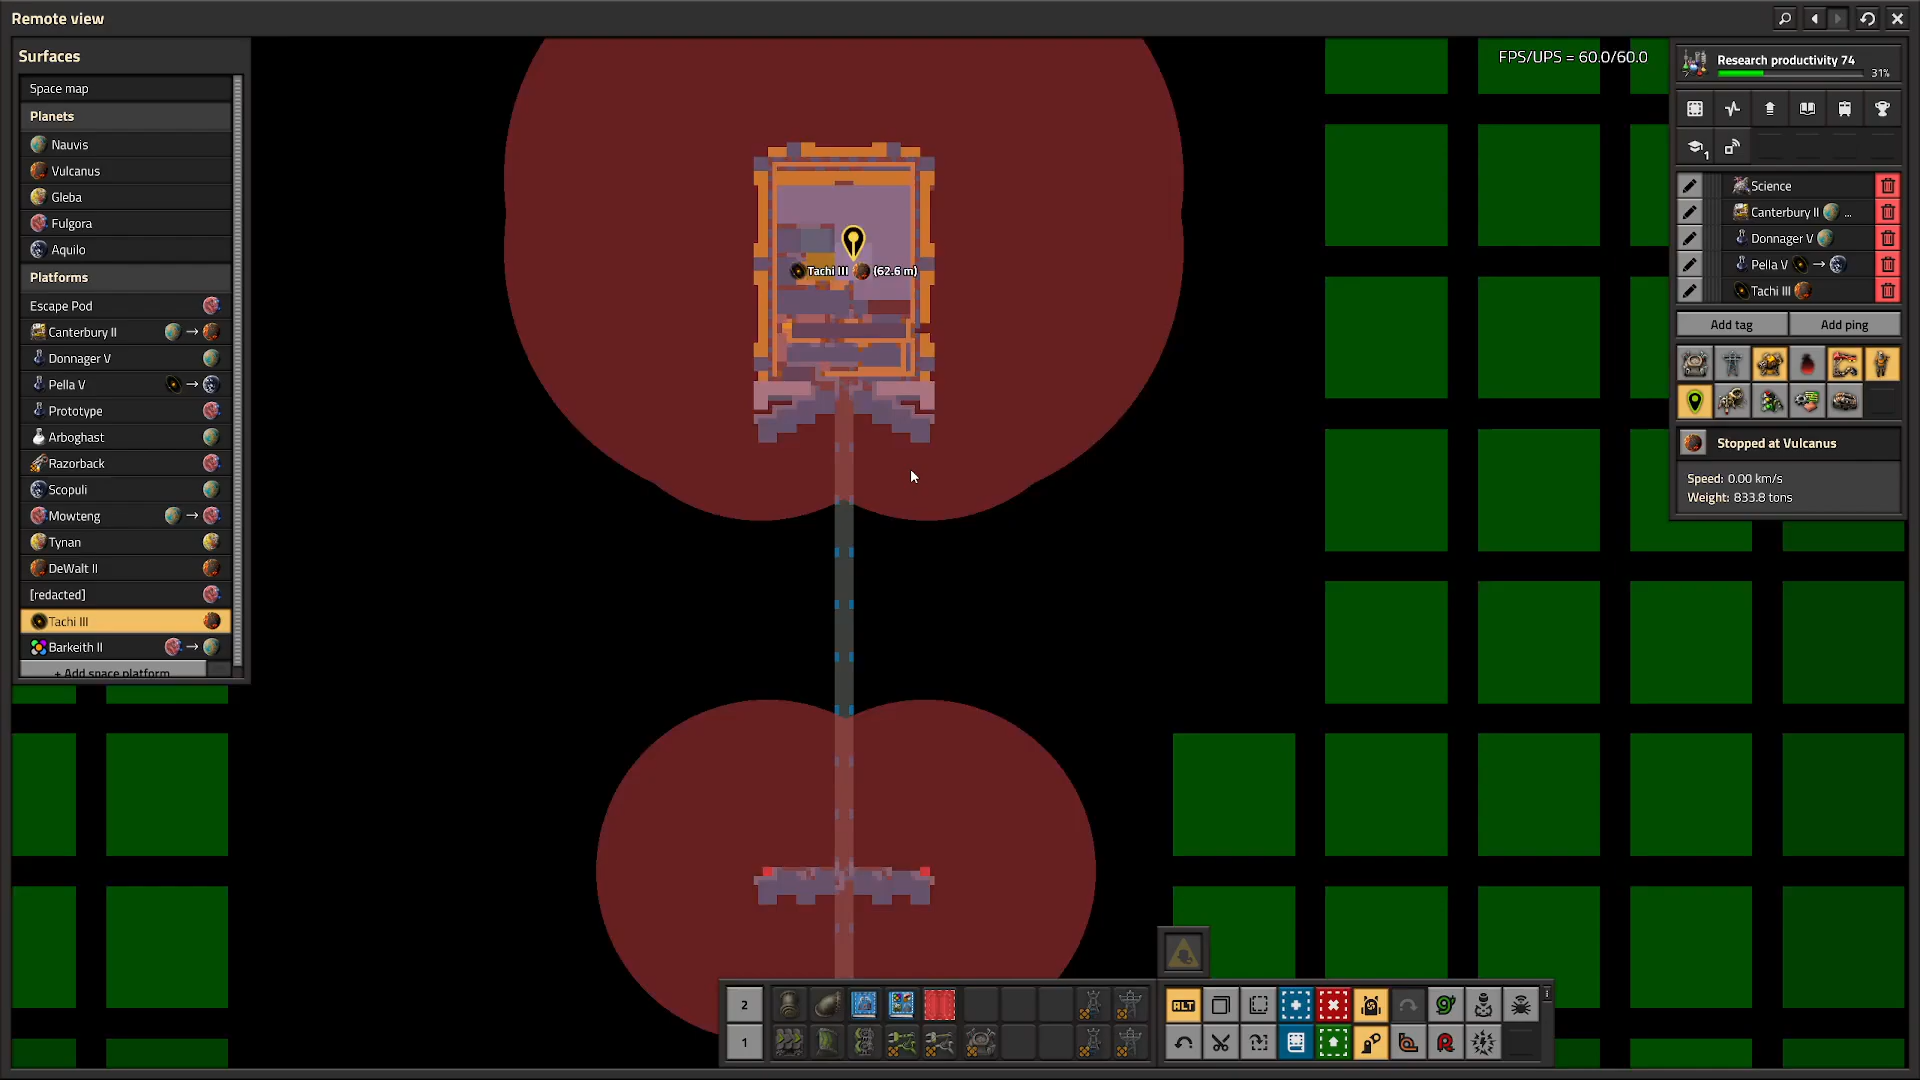 Remote view
Surfaces
Space map
Planets
Nauvis
Vulcanus
Gleba
Fulgora
Aquilo
Platforms
Escape Pod
Canterbury II
Donnager V
Pella V
Prototype
Arboghast
Razorback
Scopuli
Mowteng
Tynan
DeWalt II
[redacted]
Tachi III
Barkeith II
+ Add space platform
Tachi III (62.6 m)
FPS/UPS = 60.0/60.0
Research productivity 74
31%
1
Science
Canterbury II ...
Donnager V
Pella V
Tachi III
Add tag
Add ping
Stopped at Vulcanus
Speed: 0.00 km/s
Weight: 833.8 tons
2
1
ALT